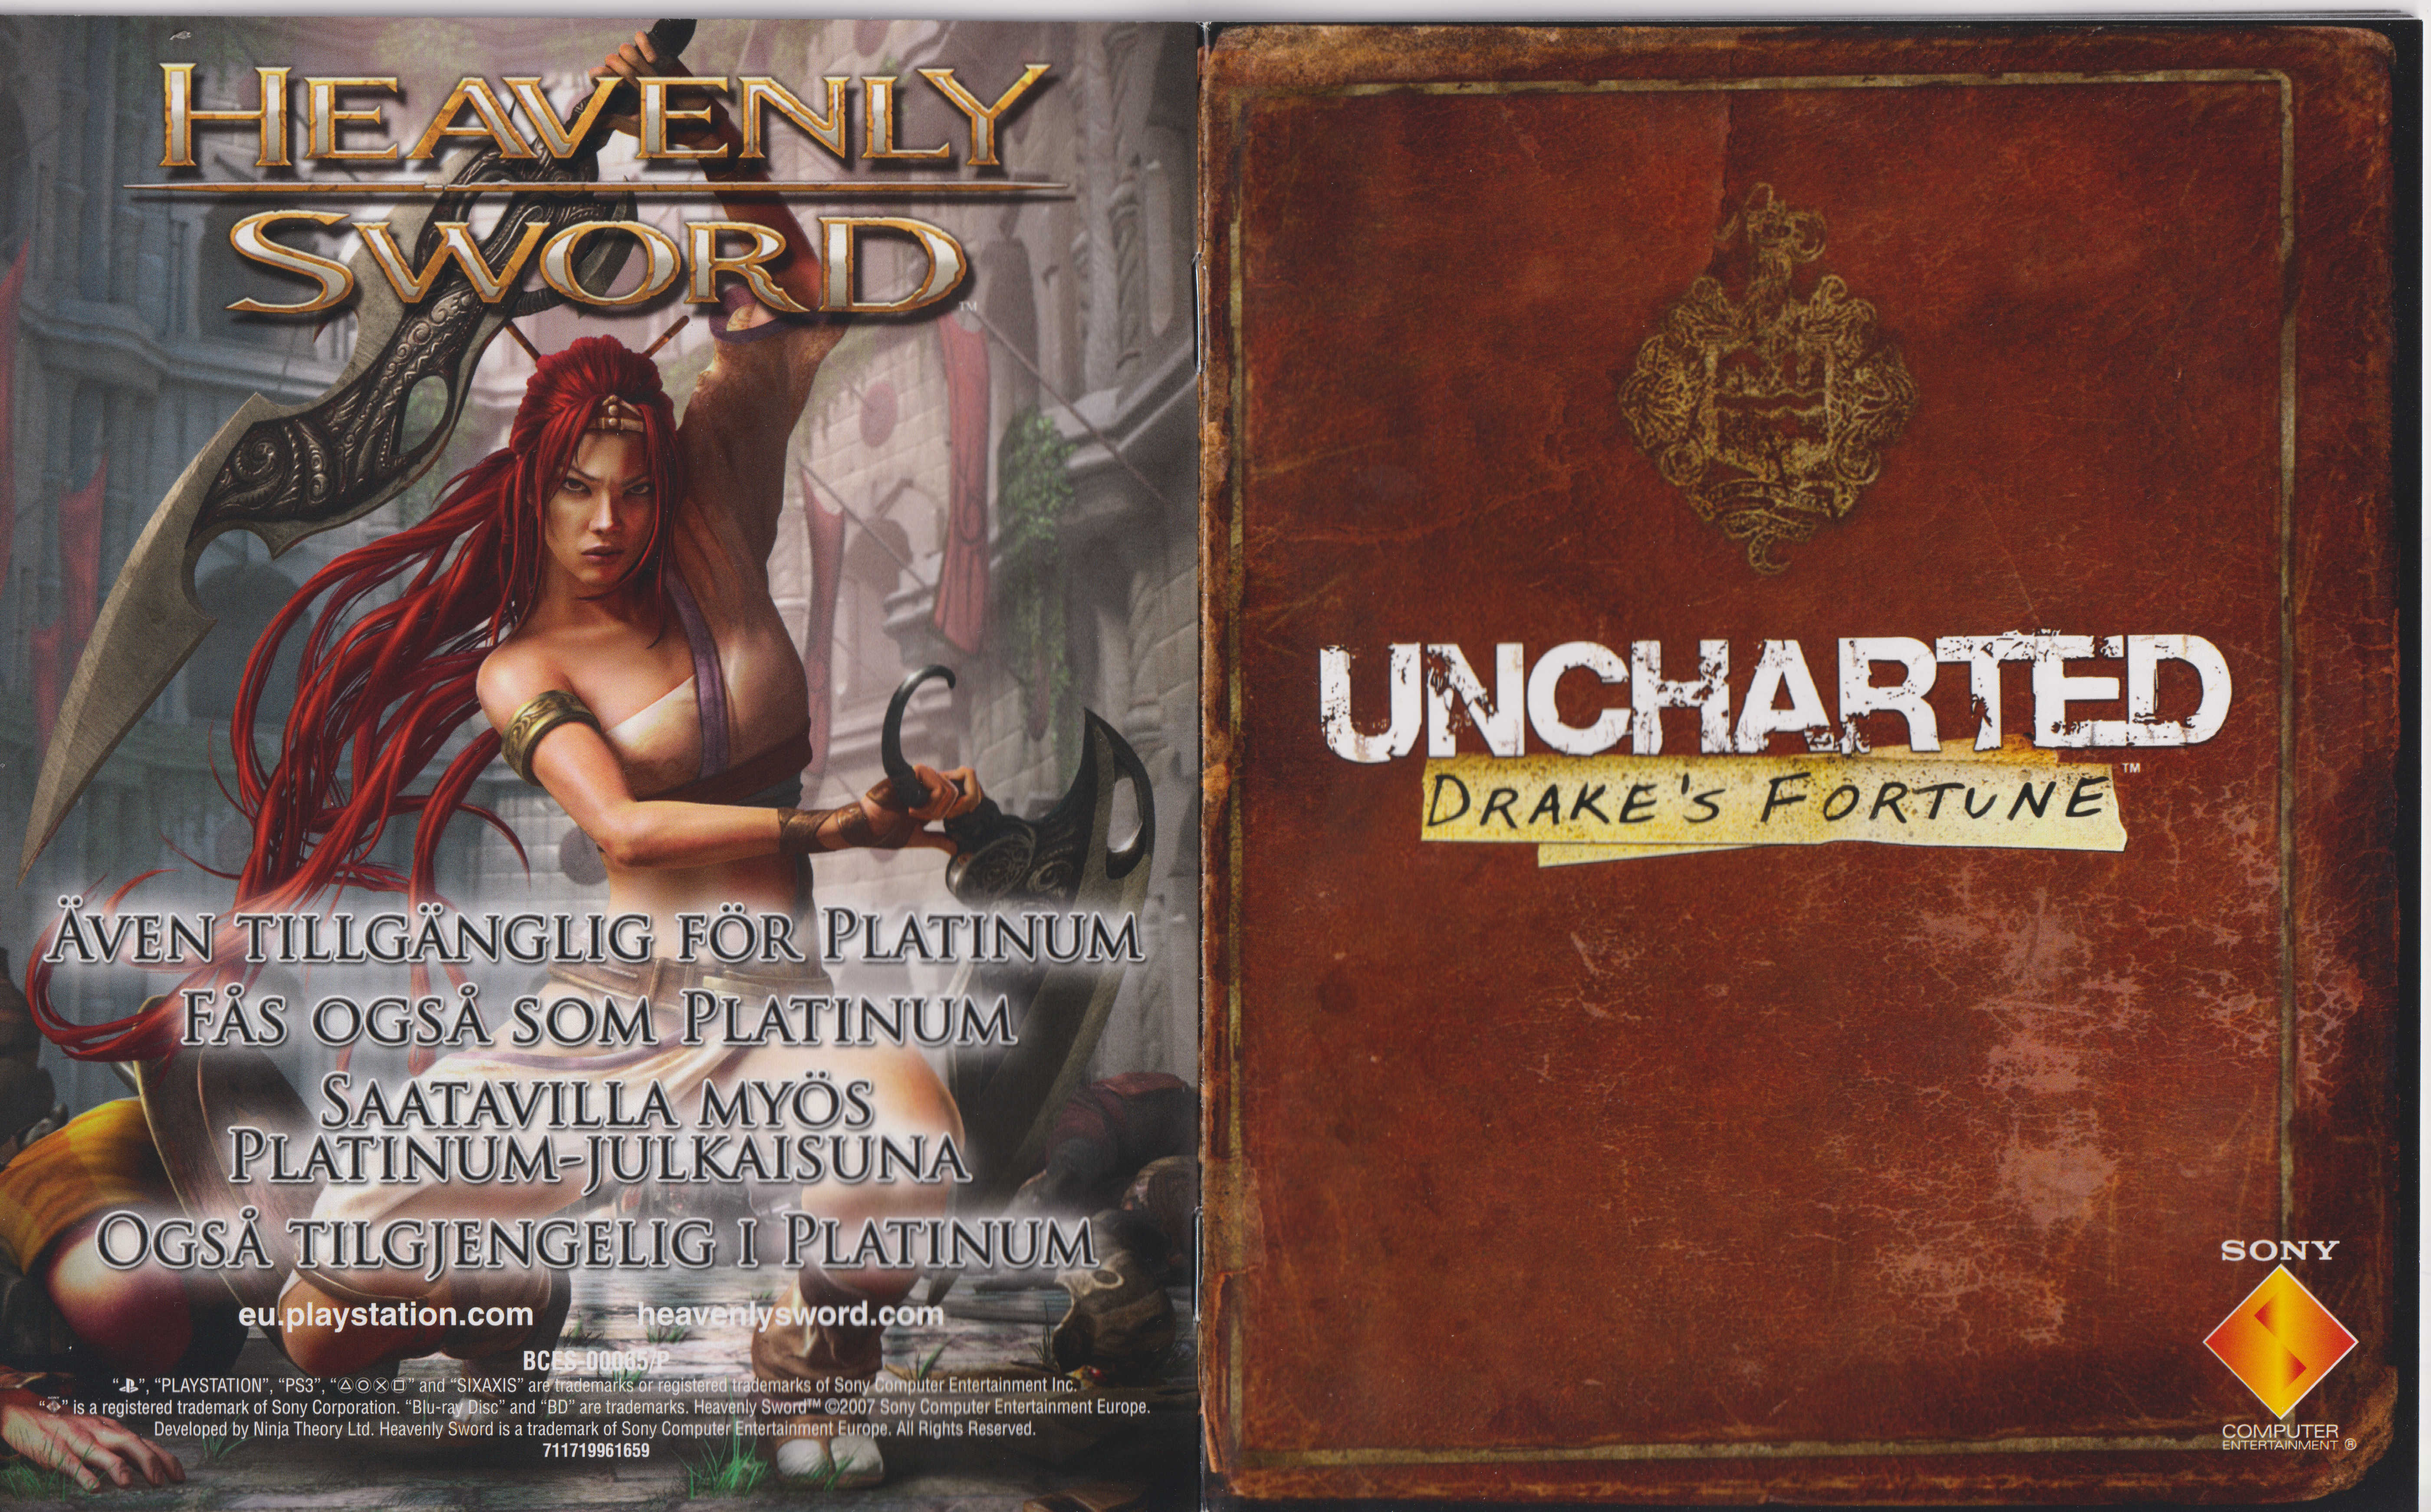 HEAVENLY
SWORD
™
ÄVEN TILLGÄNGLIG FÖR PLATINUM
FÅS OGSÅ SOM PLATINUM
SAATAVILLA MYÖS
PLATINUM-JULKAISUNA
OGSÅ TILGJENGELIG I PLATINUM
eu.playstation.com heavenlysword.com
BCES-00065/P
“ ”, “PLAYSTATION”, “PS3”, “△○✕□” and “SIXAXIS” are trademarks or registered trademarks of Sony Computer Entertainment Inc.
“ ” is a registered trademark of Sony Corporation. “Blu-ray Disc” and “BD” are trademarks. Heavenly Sword™ ©2007 Sony Computer Entertainment Europe.
Developed by Ninja Theory Ltd. Heavenly Sword is a trademark of Sony Computer Entertainment Europe. All Rights Reserved.
711719961659
UNCHARTED
™
DRAKE'S FORTUNE
SONY
COMPUTER
ENTERTAINMENT ®